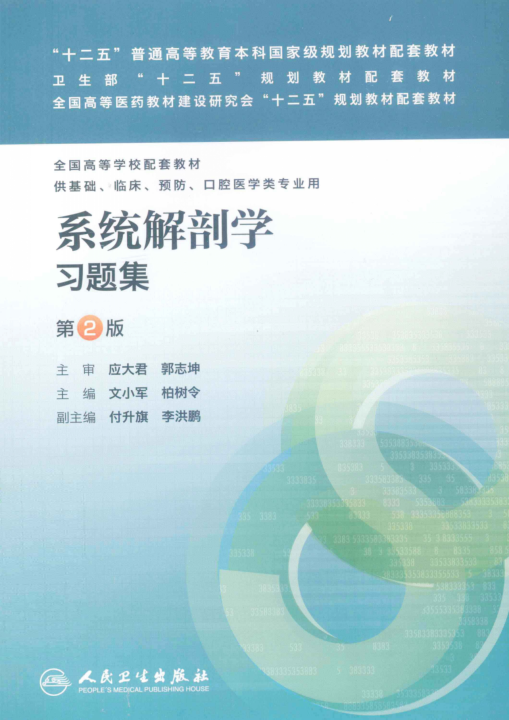 “十二五”普通高等教育本科国家级规划教材配套教材
卫生部“十二五”规划教材配套教材
全国高等医药教材建设研究会“十二五”规划教材配套教材
全国高等学校配套教材
供基础、临床、预防、口腔医学类专业用
系统解剖学
习题集
第2版
主审 应大君 郭志坤
主编 文小军 柏树令
副主编 付升旗 李洪鹏
人民卫生出版社
PEOPLE'S MEDICAL PUBLISHING HOUSE